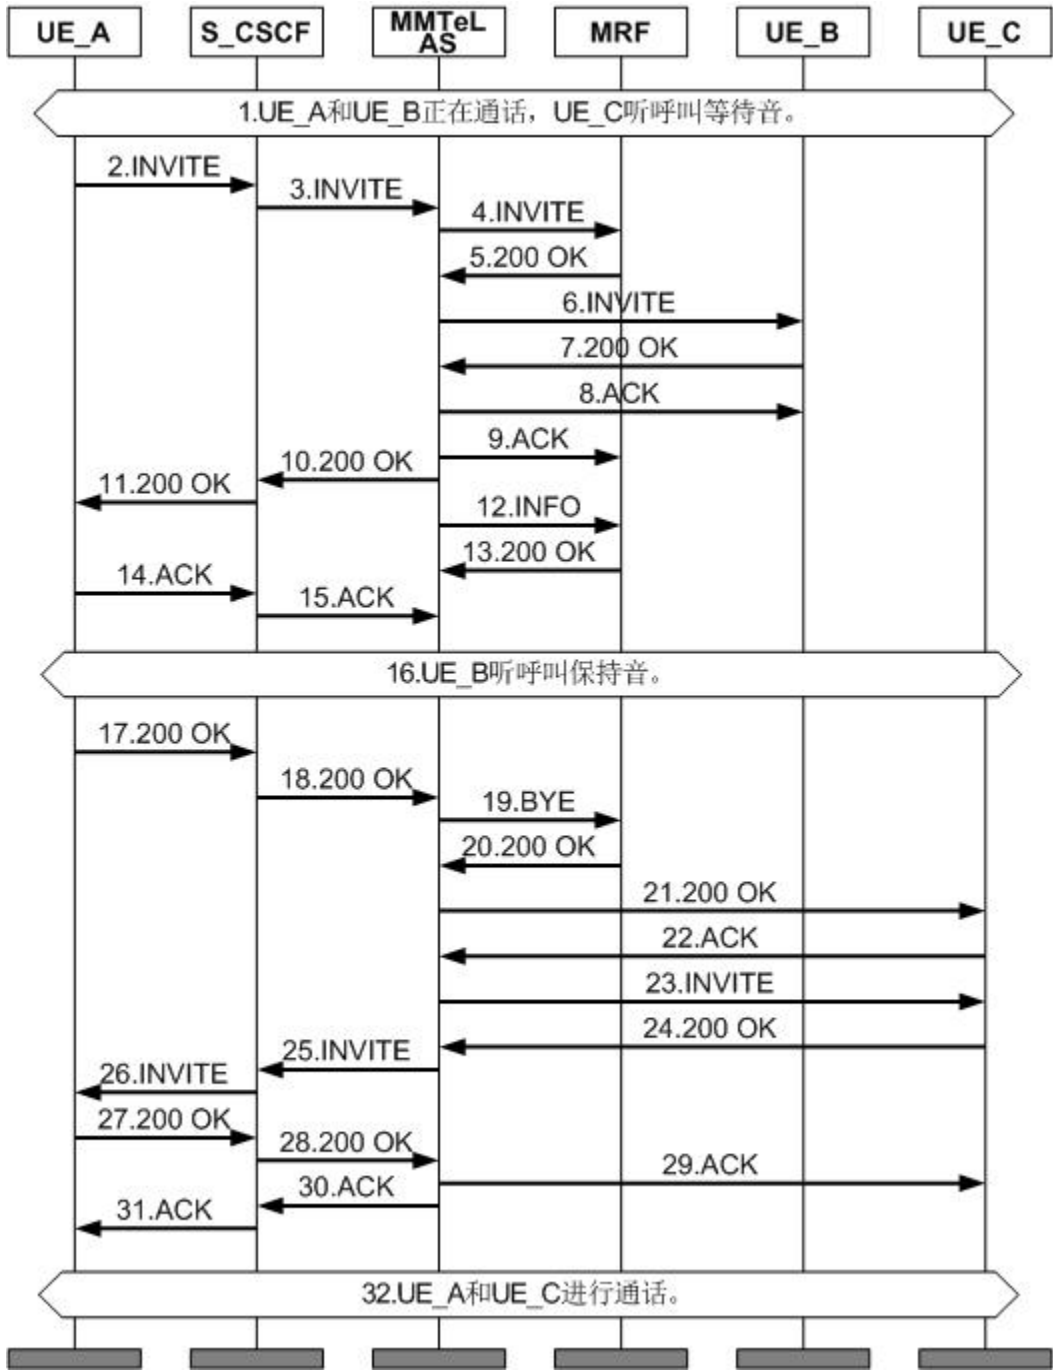 UE_A
S_CSCF
MMTeL
AS
MRF
UE_B
UE_C
1.UE_A和UE_B正在通话，UE_C听呼叫等待音。
2.INVITE
3.INVITE
4.INVITE
5.200 OK
6.INVITE
7.200 OK
8.ACK
9.ACK
10.200 OK
11.200 OK
12.INFO
13.200 OK
14.ACK
15.ACK
16.UE_B听呼叫保持音。
17.200 OK
18.200 OK
19.BYE
20.200 OK
21.200 OK
22.ACK
23.INVITE
24.200 OK
25.INVITE
26.INVITE
27.200 OK
28.200 OK
29.ACK
30.ACK
31.ACK
32.UE_A和UE_C进行通话。